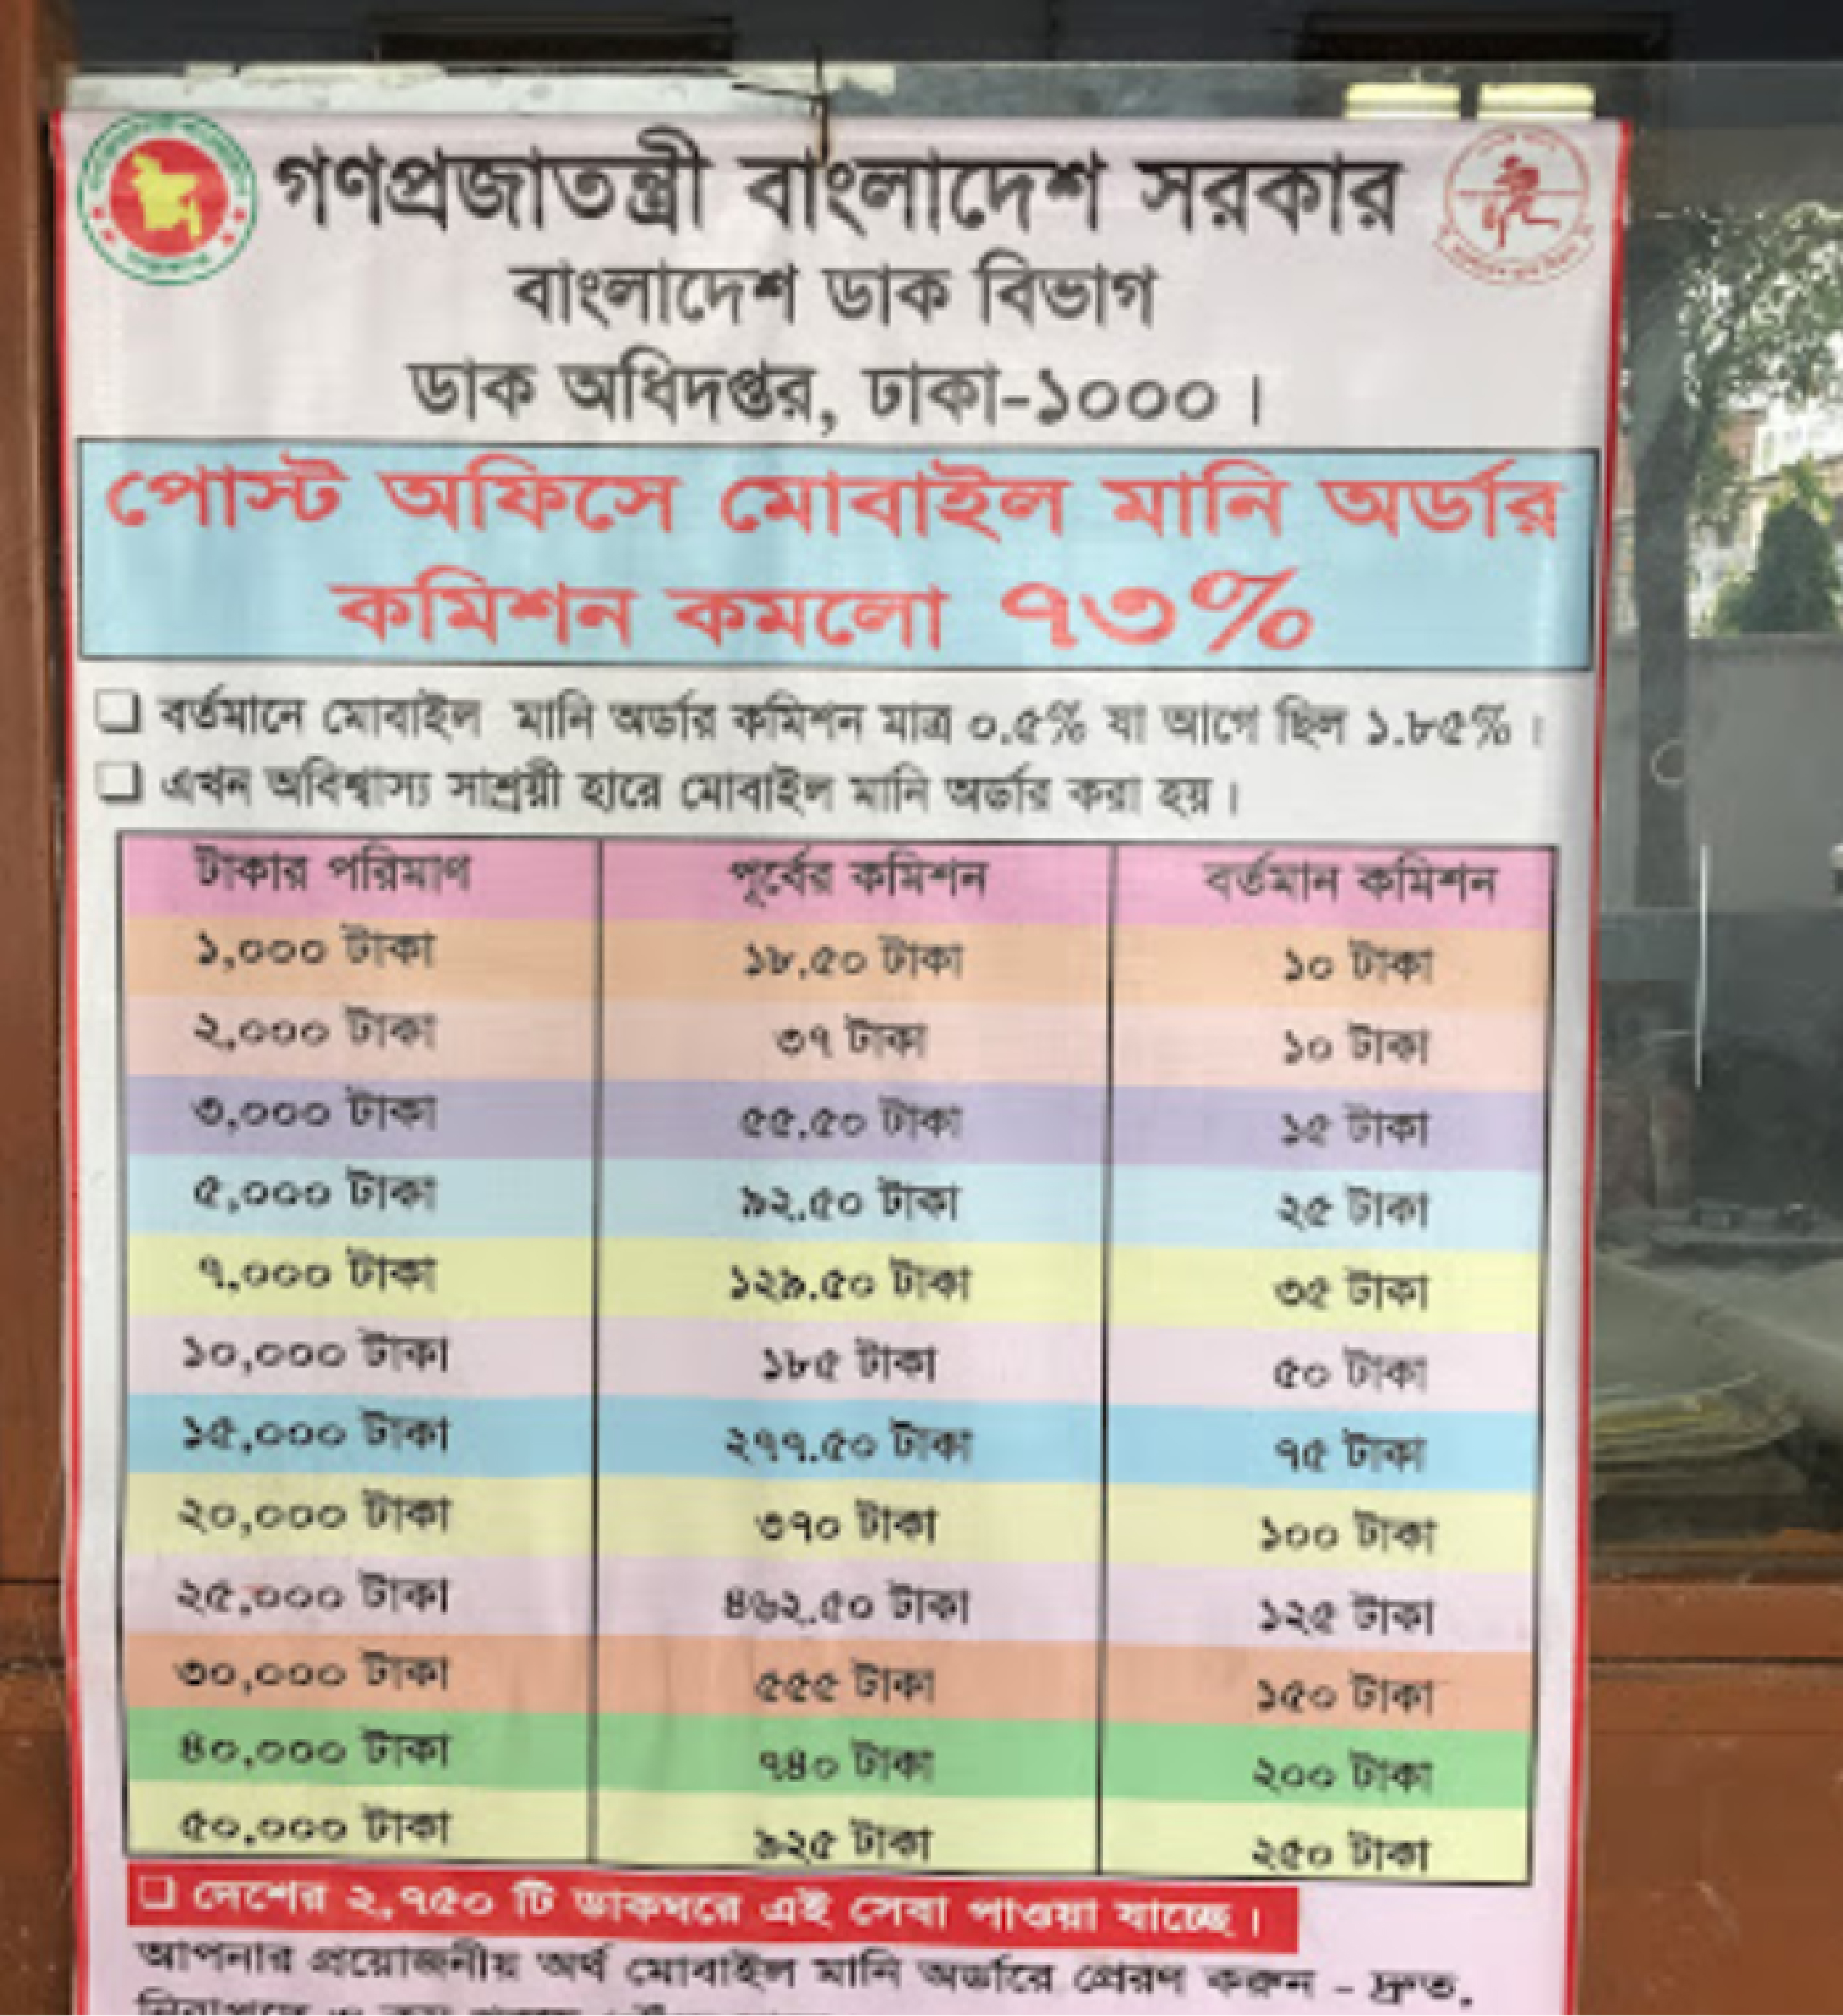 গণপ্রজাতন্ত্রী বাংলাদেশ সরকার
বাংলাদেশ ডাক বিভাগ
ডাক অধিদপ্তর, ঢাকা-১০০০।
পোস্ট অফিসে মোবাইল মানি অর্ডার
কমিশন কমলো ৭৩%
❑ বর্তমানে মোবাইল মানি অর্ডার কমিশন মাত্র ০.৫% যা আগে ছিল ১.৮৫%।
❑ এখন অবিশ্বাস্য সাশ্রয়ী হারে মোবাইল মানি অর্ডার করা হয়।
টাকার পরিমাণ পূর্বের কমিশন বর্তমান কমিশন
১,০০০ টাকা ১৮.৫০ টাকা ১০ টাকা
২,০০০ টাকা ৩৭ টাকা ১০ টাকা
৩,০০০ টাকা ৫৫.৫০ টাকা ১৫ টাকা
৫,০০০ টাকা ৯২.৫০ টাকা ২৫ টাকা
৭,০০০ টাকা ১২৯.৫০ টাকা ৩৫ টাকা
১০,০০০ টাকা ১৮৫ টাকা ৫০ টাকা
১৫,০০০ টাকা ২৭৭.৫০ টাকা ৭৫ টাকা
২০,০০০ টাকা ৩৭০ টাকা ১০০ টাকা
২৫,০০০ টাকা ৪৬২.৫০ টাকা ১২৫ টাকা
৩০,০০০ টাকা ৫৫৫ টাকা ১৫০ টাকা
৪০,০০০ টাকা ৭৪০ টাকা ২০০ টাকা
৫০,০০০ টাকা ৯২৫ টাকা ২৫০ টাকা
❑ দেশের ২,৭৫০ টি ডাকঘরে এই সেবা পাওয়া যাচ্ছে।
আপনার প্রয়োজনীয় অর্থ মোবাইল মানি অর্ডারে প্রেরণ করুন - দ্রুত,